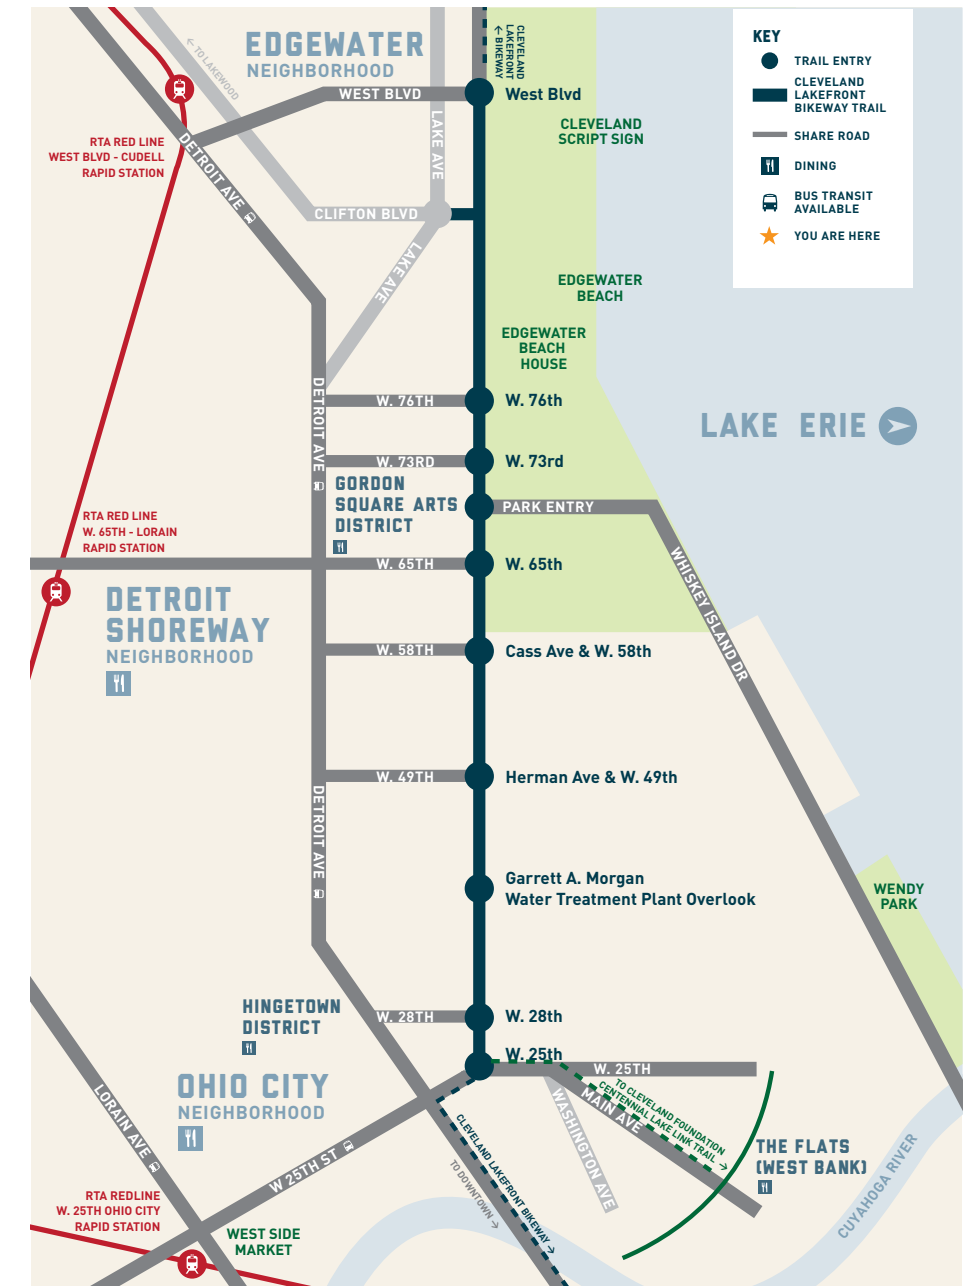 EDGEWATER
NEIGHBORHOOD
← TO LAKEWOOD
CLEVELAND
LAKEFRONT
← BIKEWAY
KEY
TRAIL ENTRY
CLEVELAND
LAKEFRONT
BIKEWAY TRAIL
SHARE ROAD
DINING
BUS TRANSIT
AVAILABLE
YOU ARE HERE
WEST BLVD
West Blvd
CLEVELAND
SCRIPT SIGN
RTA RED LINE
WEST BLVD - CUDELL
RAPID STATION
DETROIT AVE
LAKE AVE
CLIFTON BLVD
LAKE AVE
EDGEWATER
BEACH
EDGEWATER
BEACH
HOUSE
DETROIT AVE
W. 76TH
W. 76th
LAKE ERIE
W. 73RD
W. 73rd
GORDON
SQUARE ARTS
DISTRICT
PARK ENTRY
RTA RED LINE
W. 65TH - LORAIN
RAPID STATION
W. 65TH
W. 65th
WHISKEY ISLAND DR
DETROIT
SHOREWAY
NEIGHBORHOOD
W. 58TH
Cass Ave & W. 58th
W. 49TH
Herman Ave & W. 49th
DETROIT AVE
Garrett A. Morgan
Water Treatment Plant Overlook
WENDY
PARK
HINGETOWN
DISTRICT
W. 28TH
W. 28th
W. 25th
W. 25TH
OHIO CITY
NEIGHBORHOOD
LORAIN AVE
W 25TH ST
CLEVELAND LAKEFRONT BIKEWAY →
TO DOWNTOWN →
WASHINGTON AVE
MAIN AVE
TO CLEVELAND FOUNDATION
CENTENNIAL LAKE LINK TRAIL →
THE FLATS
(WEST BANK)
CUYAHOGA RIVER
RTA REDLINE
W. 25TH OHIO CITY
RAPID STATION
WEST SIDE
MARKET